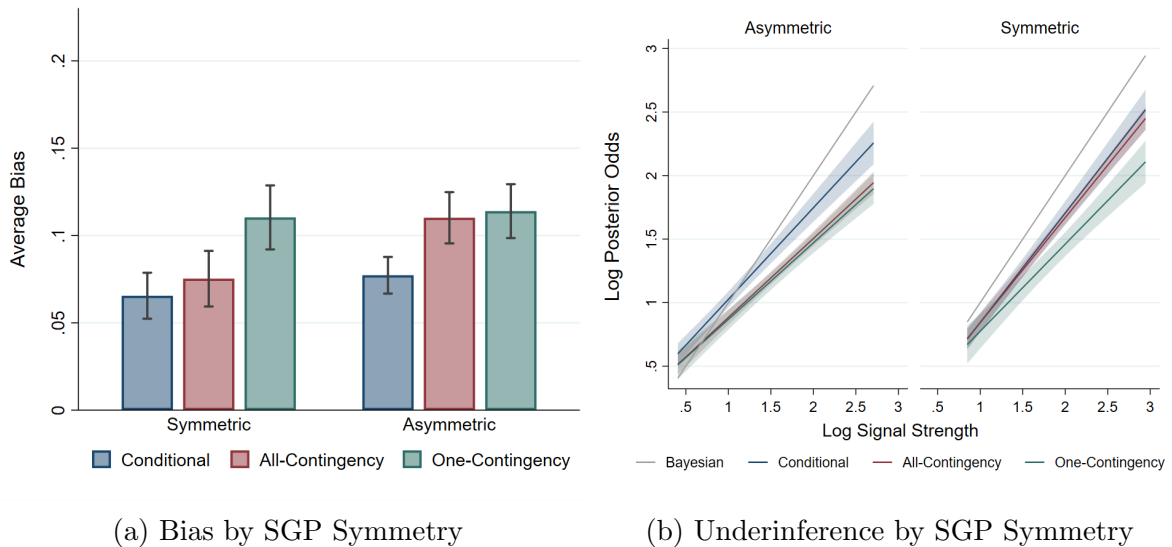 Average Bias
.2
.15
.1
.05
0
Symmetric Asymmetric
Conditional All-Contingency One-Contingency
(a) Bias by SGP Symmetry
Asymmetric Symmetric
Log Posterior Odds
3
2.5
2
1.5
1
.5
.5 1 1.5 2 2.5 3 .5 1 1.5 2 2.5 3
Log Signal Strength
Bayesian Conditional All-Contingency One-Contingency
(b) Underinference by SGP Symmetry